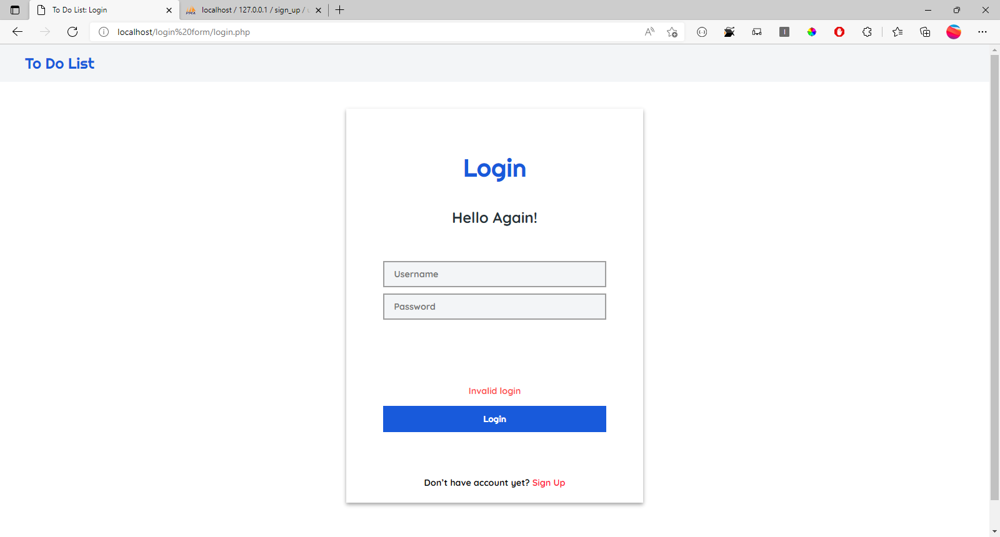 To Do List: Login
localhost / 127.0.0.1 / sign_up /
localhost/login%20form/login.php
To Do List
Login
Hello Again!
Username
Password
Invalid login
Login
Don't have account yet? Sign Up